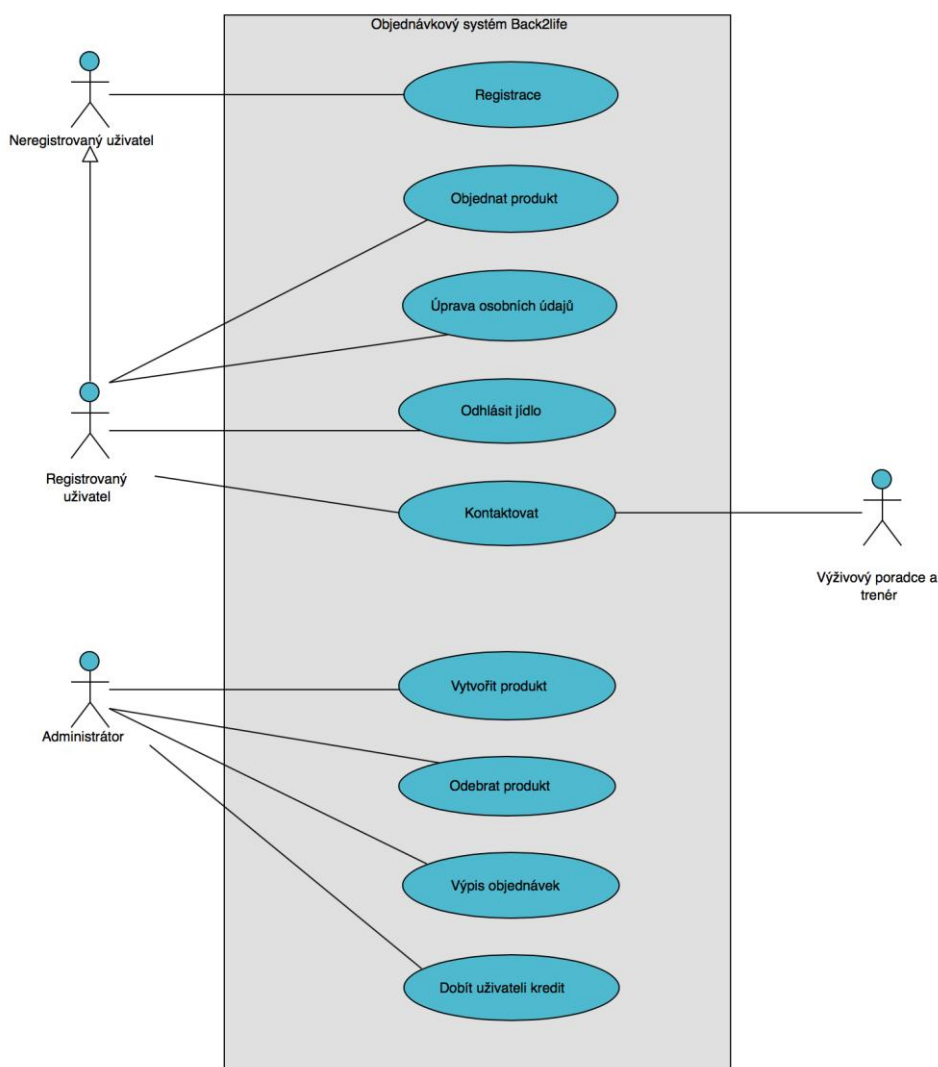 Objednávkový systém Back2life
Registrace
Neregistrovaný uživatel
Objednat produkt
Úprava osobních údajů
Odhlásit jídlo
Registrovaný
uživatel
Kontaktovat
Výživový poradce a
trenér
Vytvořit produkt
Administrátor
Odebrat produkt
Výpis objednávek
Dobít uživateli kredit